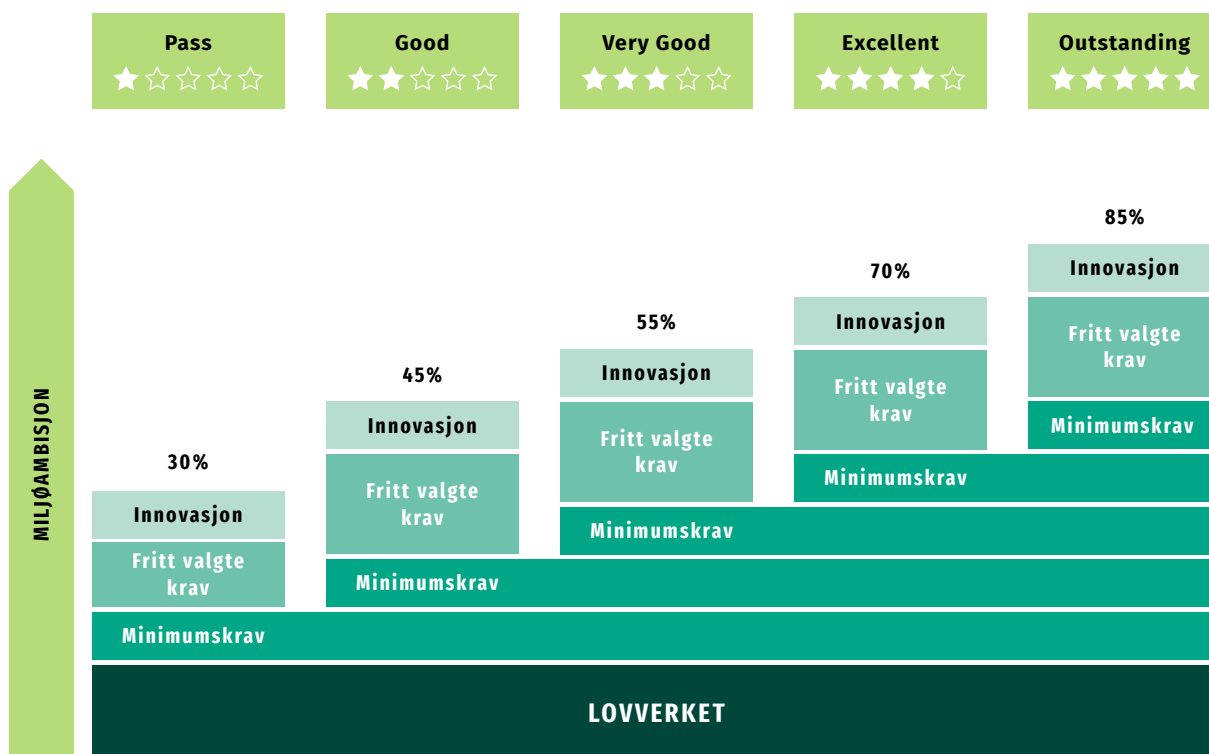 Pass
Good
Very Good
Excellent
Outstanding
85%
Innovasjon
70%
Innovasjon
Fritt valgte
krav
55%
Innovasjon
Fritt valgte
krav
45%
Innovasjon
Fritt valgte
krav
Minimumskrav
30%
Innovasjon
Fritt valgte
krav
Minimumskrav
Fritt valgte
krav
Minimumskrav
Minimumskrav
Minimumskrav
LOVVERKET
MILJØAMBISJON